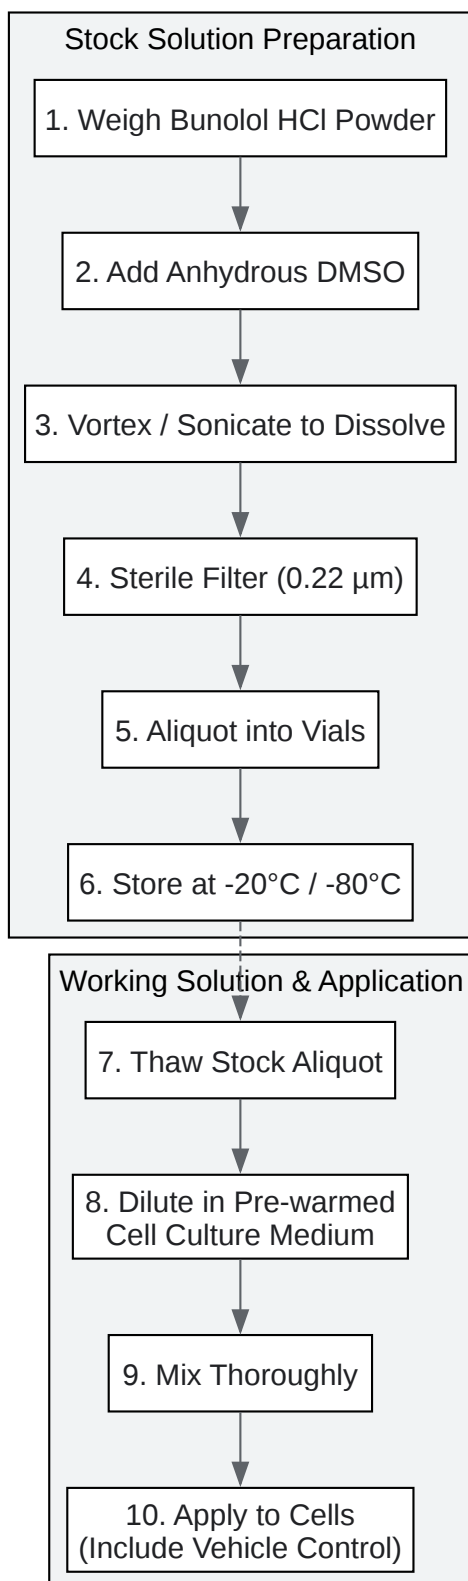 Stock Solution Preparation
1. Weigh Bunolol HCl Powder
2. Add Anhydrous DMSO
3. Vortex / Sonicate to Dissolve
4. Sterile Filter (0.22 µm)
5. Aliquot into Vials
6. Store at -20°C / -80°C
Working Solution & Application
7. Thaw Stock Aliquot
8. Dilute in Pre-warmed
Cell Culture Medium
9. Mix Thoroughly
10. Apply to Cells
(Include Vehicle Control)